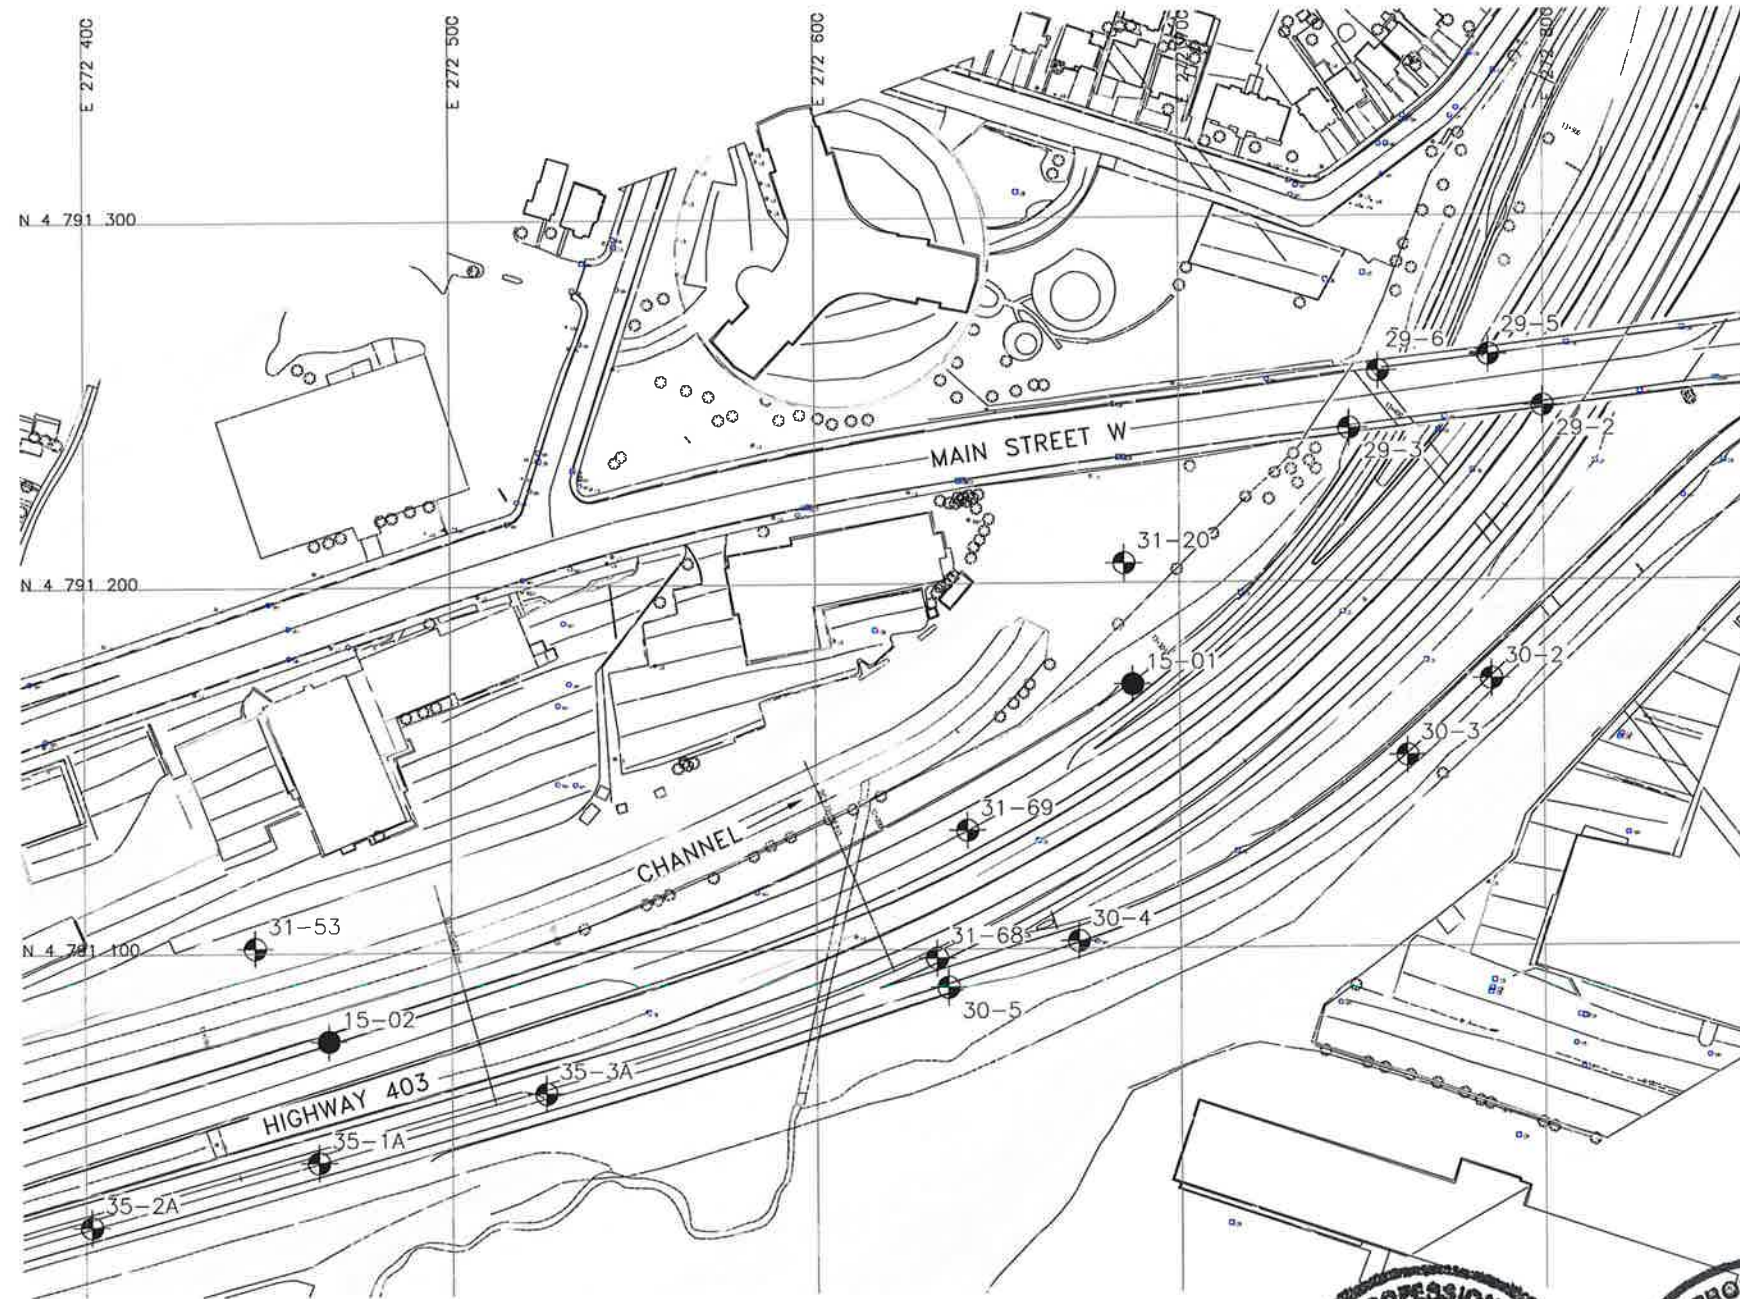 E 272 400
E 272 500
E 272 600
N 4 791 300
29-6
29-5
MAIN STREET W
29-2
29-3
31-20
N 4 791 200
15-01
30-2
30-3
31-69
CHANNEL
30-4
31-53
31-68
N 4 791 100
30-5
15-02
35-3A
HIGHWAY 403
35-1A
35-2A